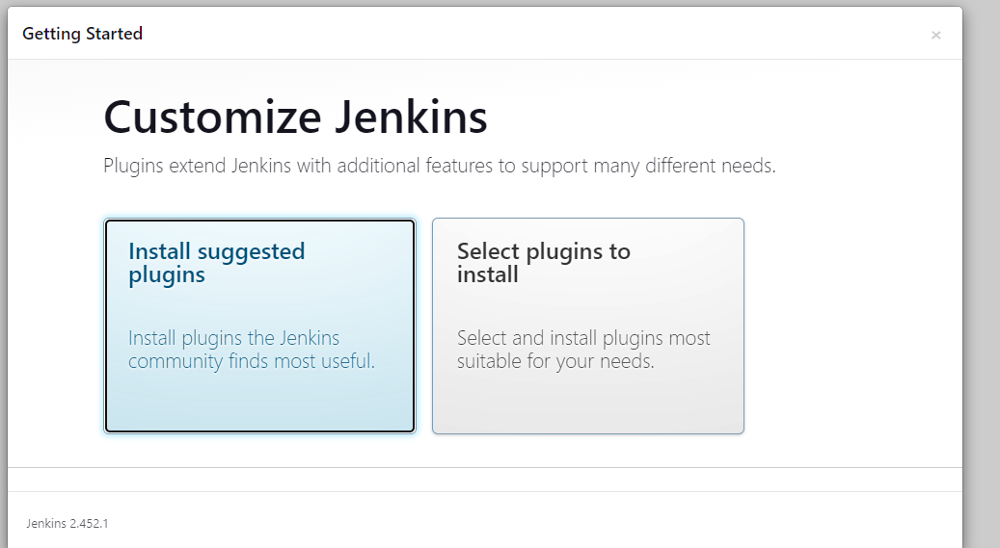 Getting Started
×
Customize Jenkins
Plugins extend Jenkins with additional features to support many different needs.
Install suggested
plugins
Install plugins the Jenkins
community finds most useful.
Select plugins to
install
Select and install plugins most
suitable for your needs.
Jenkins 2.452.1